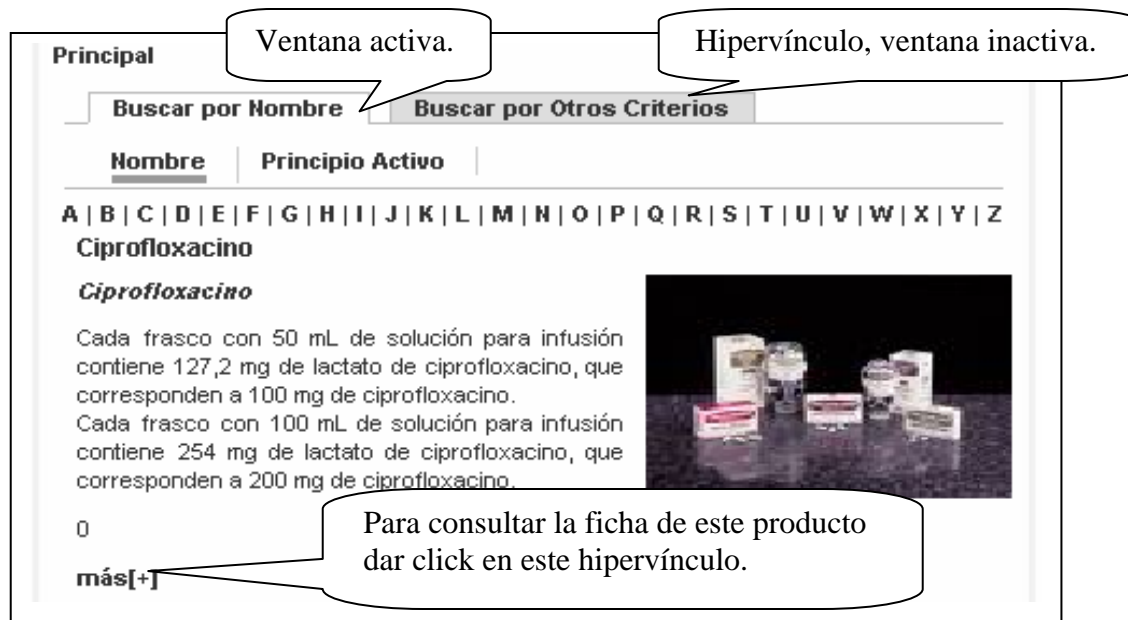 Ventana activa.
Hipervínculo, ventana inactiva.
Principal
Buscar por Nombre
Buscar por Otros Criterios
Nombre
Principio Activo
A | B | C | D | E | F | G | H | I | J | K | L | M | N | O | P | Q | R | S | T | U | V | W | X | Y | Z
Ciprofloxacino
Ciprofloxacino
Cada frasco con 50 mL de solución para infusión
contiene 127,2 mg de lactato de ciprofloxacino, que
corresponden a 100 mg de ciprofloxacino.
Cada frasco con 100 mL de solución para infusión
contiene 254 mg de lactato de ciprofloxacino, que
corresponden a 200 mg de ciprofloxacino.
0
Para consultar la ficha de este producto
dar click en este hipervínculo.
más[+]